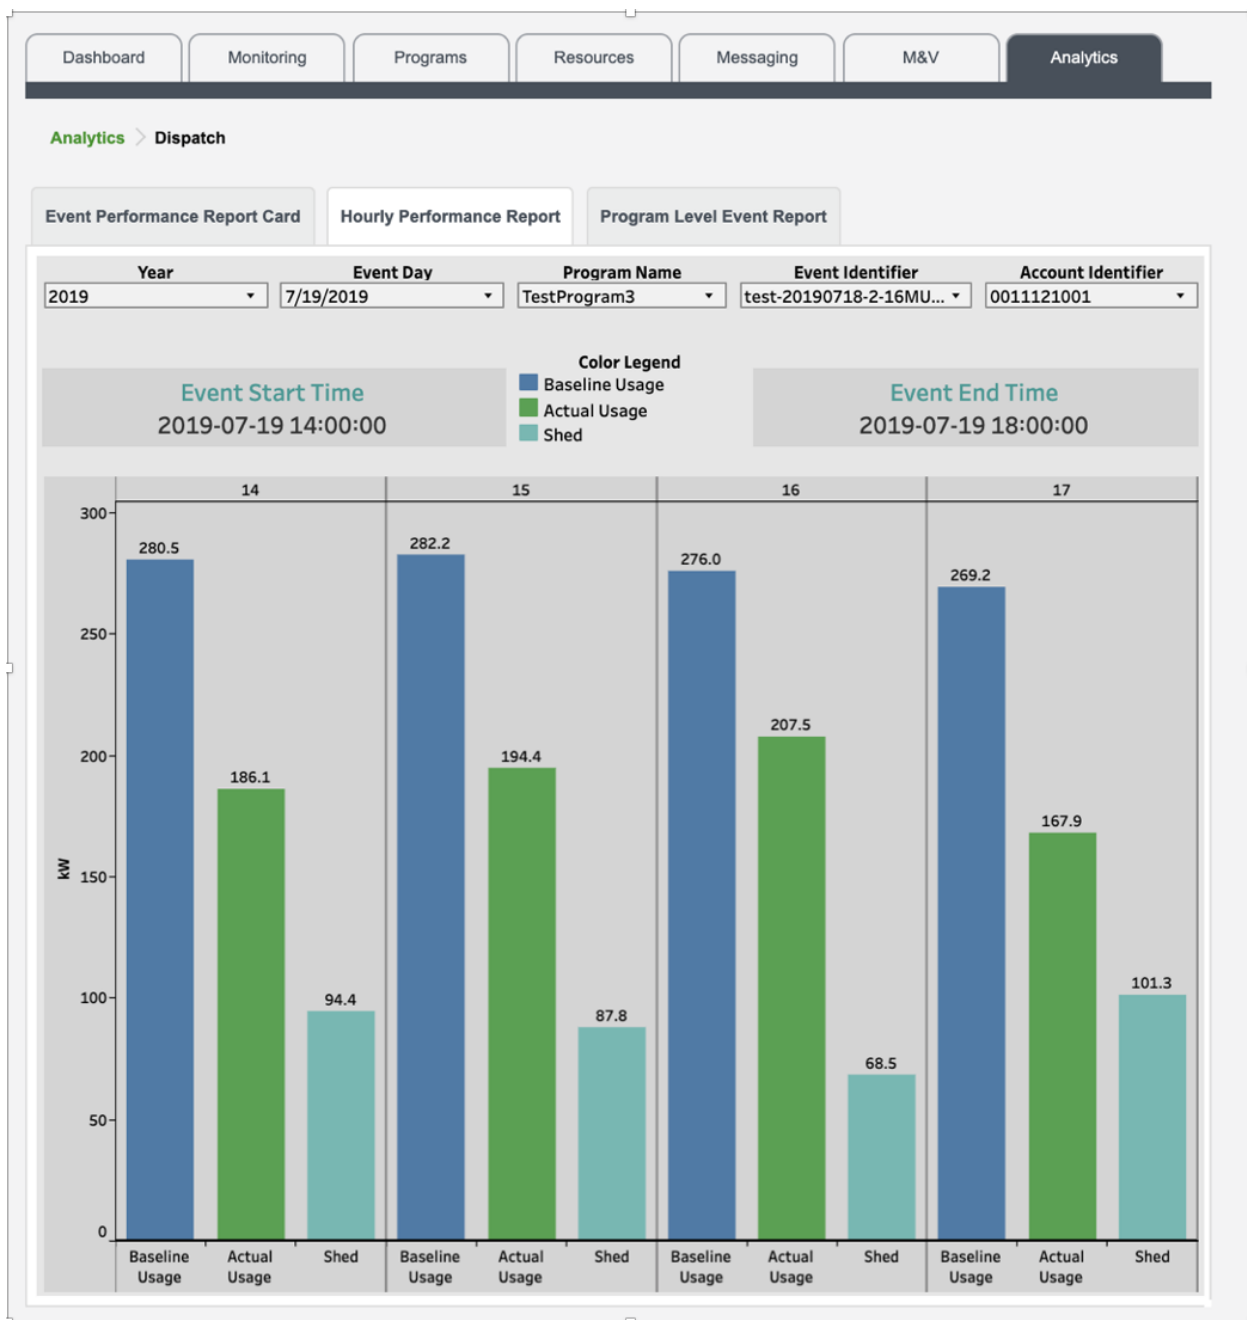 Dashboard Monitoring Programs Resources Messaging M&V Analytics
Analytics Dispatch
Event Performance Report Card Hourly Performance Report Program Level Event Report
Year Event Day Program Name Event Identifier Account Identifier
2019 7/19/2019 TestProgram3 test-20190718-2-16MU... 0011121001
Color Legend
Baseline Usage
Actual Usage
Shed
Event Start Time
2019-07-19 14:00:00
Event End Time
2019-07-19 18:00:00
14 15 16 17
300
250
200
150
100
50
0
kW
280.5
186.1
94.4
282.2
194.4
87.8
276.0
207.5
68.5
269.2
167.9
101.3
Baseline Actual Shed Baseline Actual Shed Baseline Actual Shed Baseline Actual Shed
Usage Usage Usage Usage Usage Usage Usage Usage